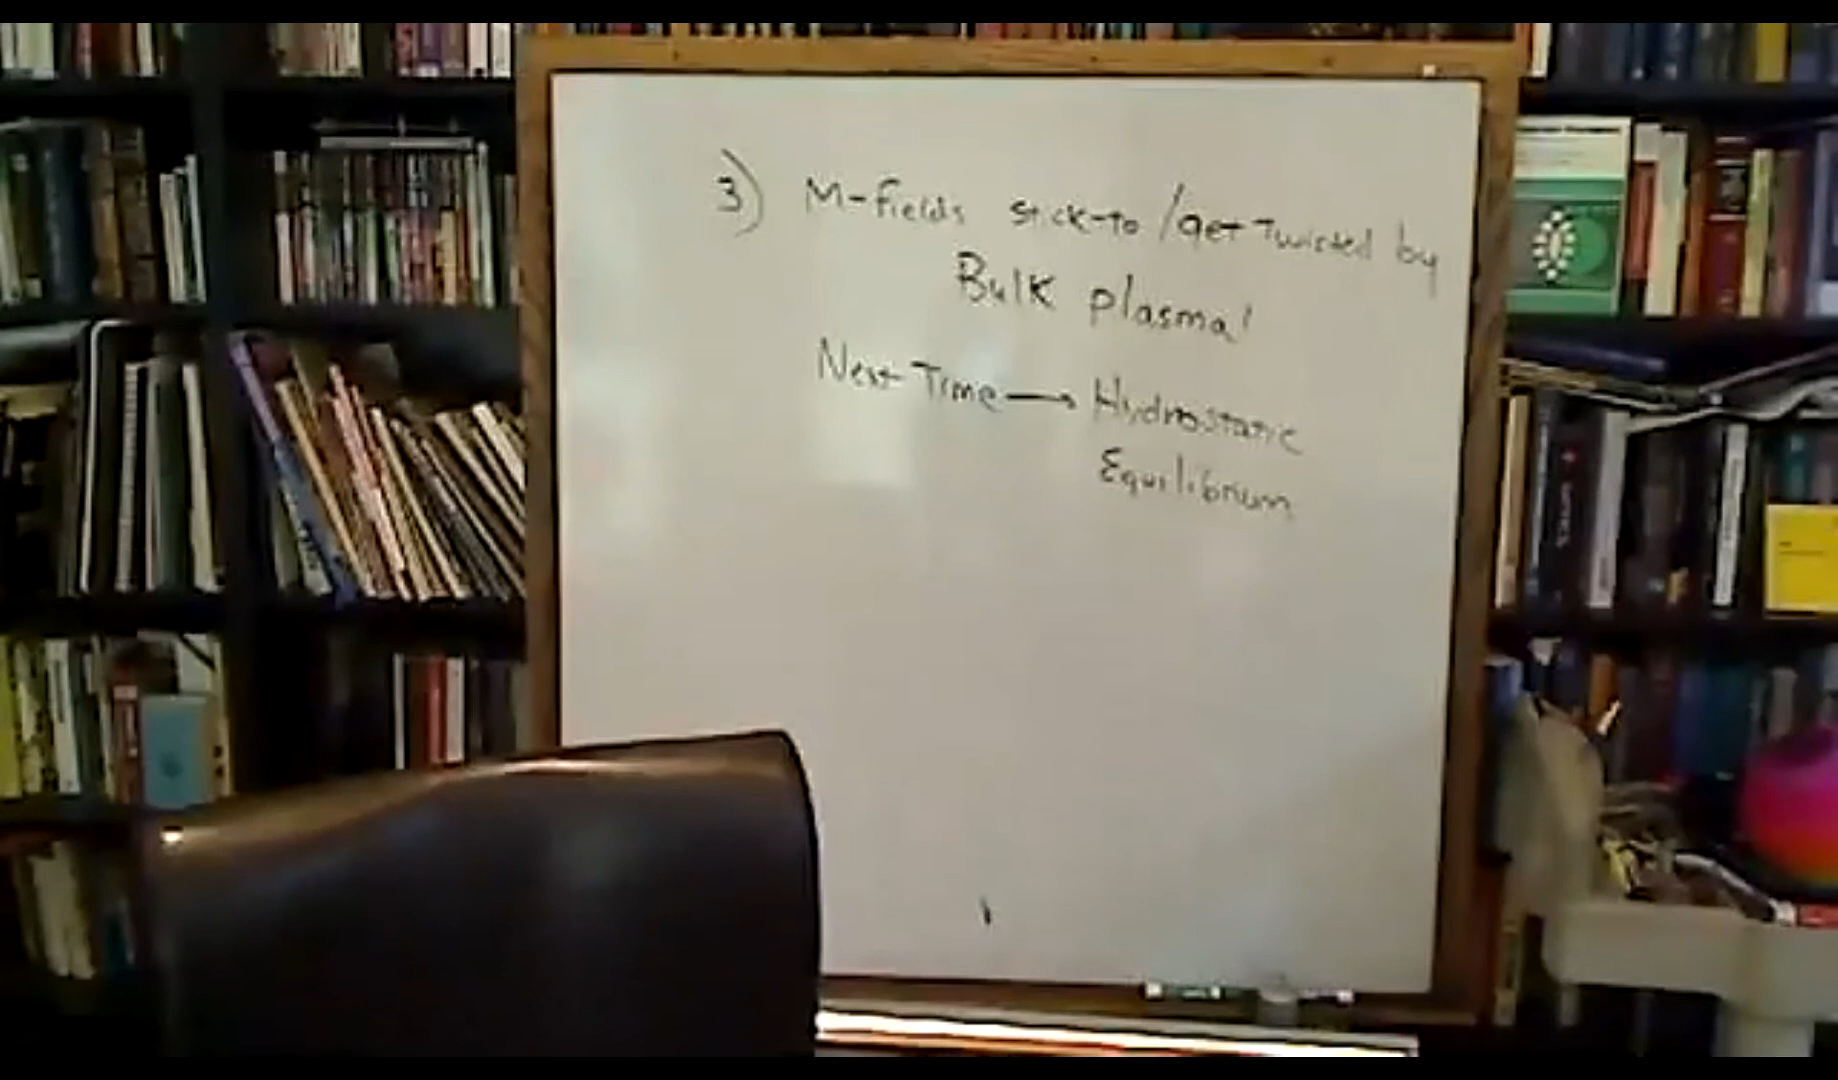 3) M-fields stick-to / get twisted by
Bulk plasma!
Next Time → Hydrostatic
Equilibrium